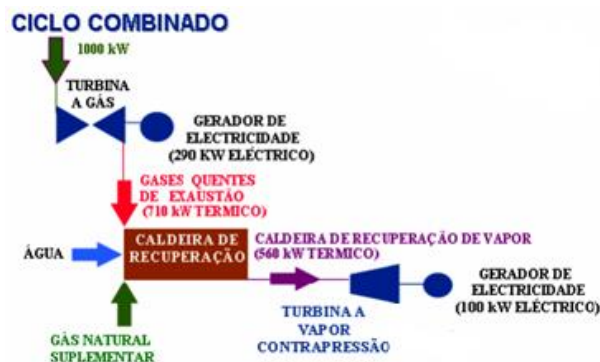 CICLO COMBINADO
1000 kW
TURBINA
A GÁS
GERADOR DE
ELECTRICIDADE
(290 KW ELÉCTRICO)
GASES QUENTES
DE EXAUSTÃO
(710 kW TERMICO)
ÁGUA
CALDEIRA DE
RECUPERAÇÃO
CALDEIRA DE RECUPERAÇÃO DE VAPOR
(560 kW TERMICO)
GERADOR DE
ELECTRICIDADE
(100 kW ELÉCTRICO)
TURBINA A
VAPOR
CONTRAPRESSÃO
GÀS NATURAL
SUPLEMENTAR